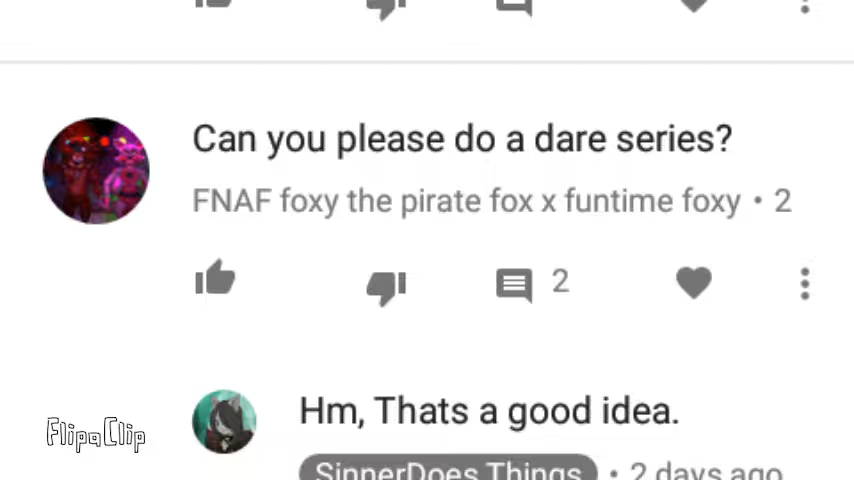 Can you please do a dare series?
FNAF foxy the pirate fox x funtime foxy • 2
2
Hm, Thats a good idea.
FlipaClip
SinnerDoes Things • 2 days ago